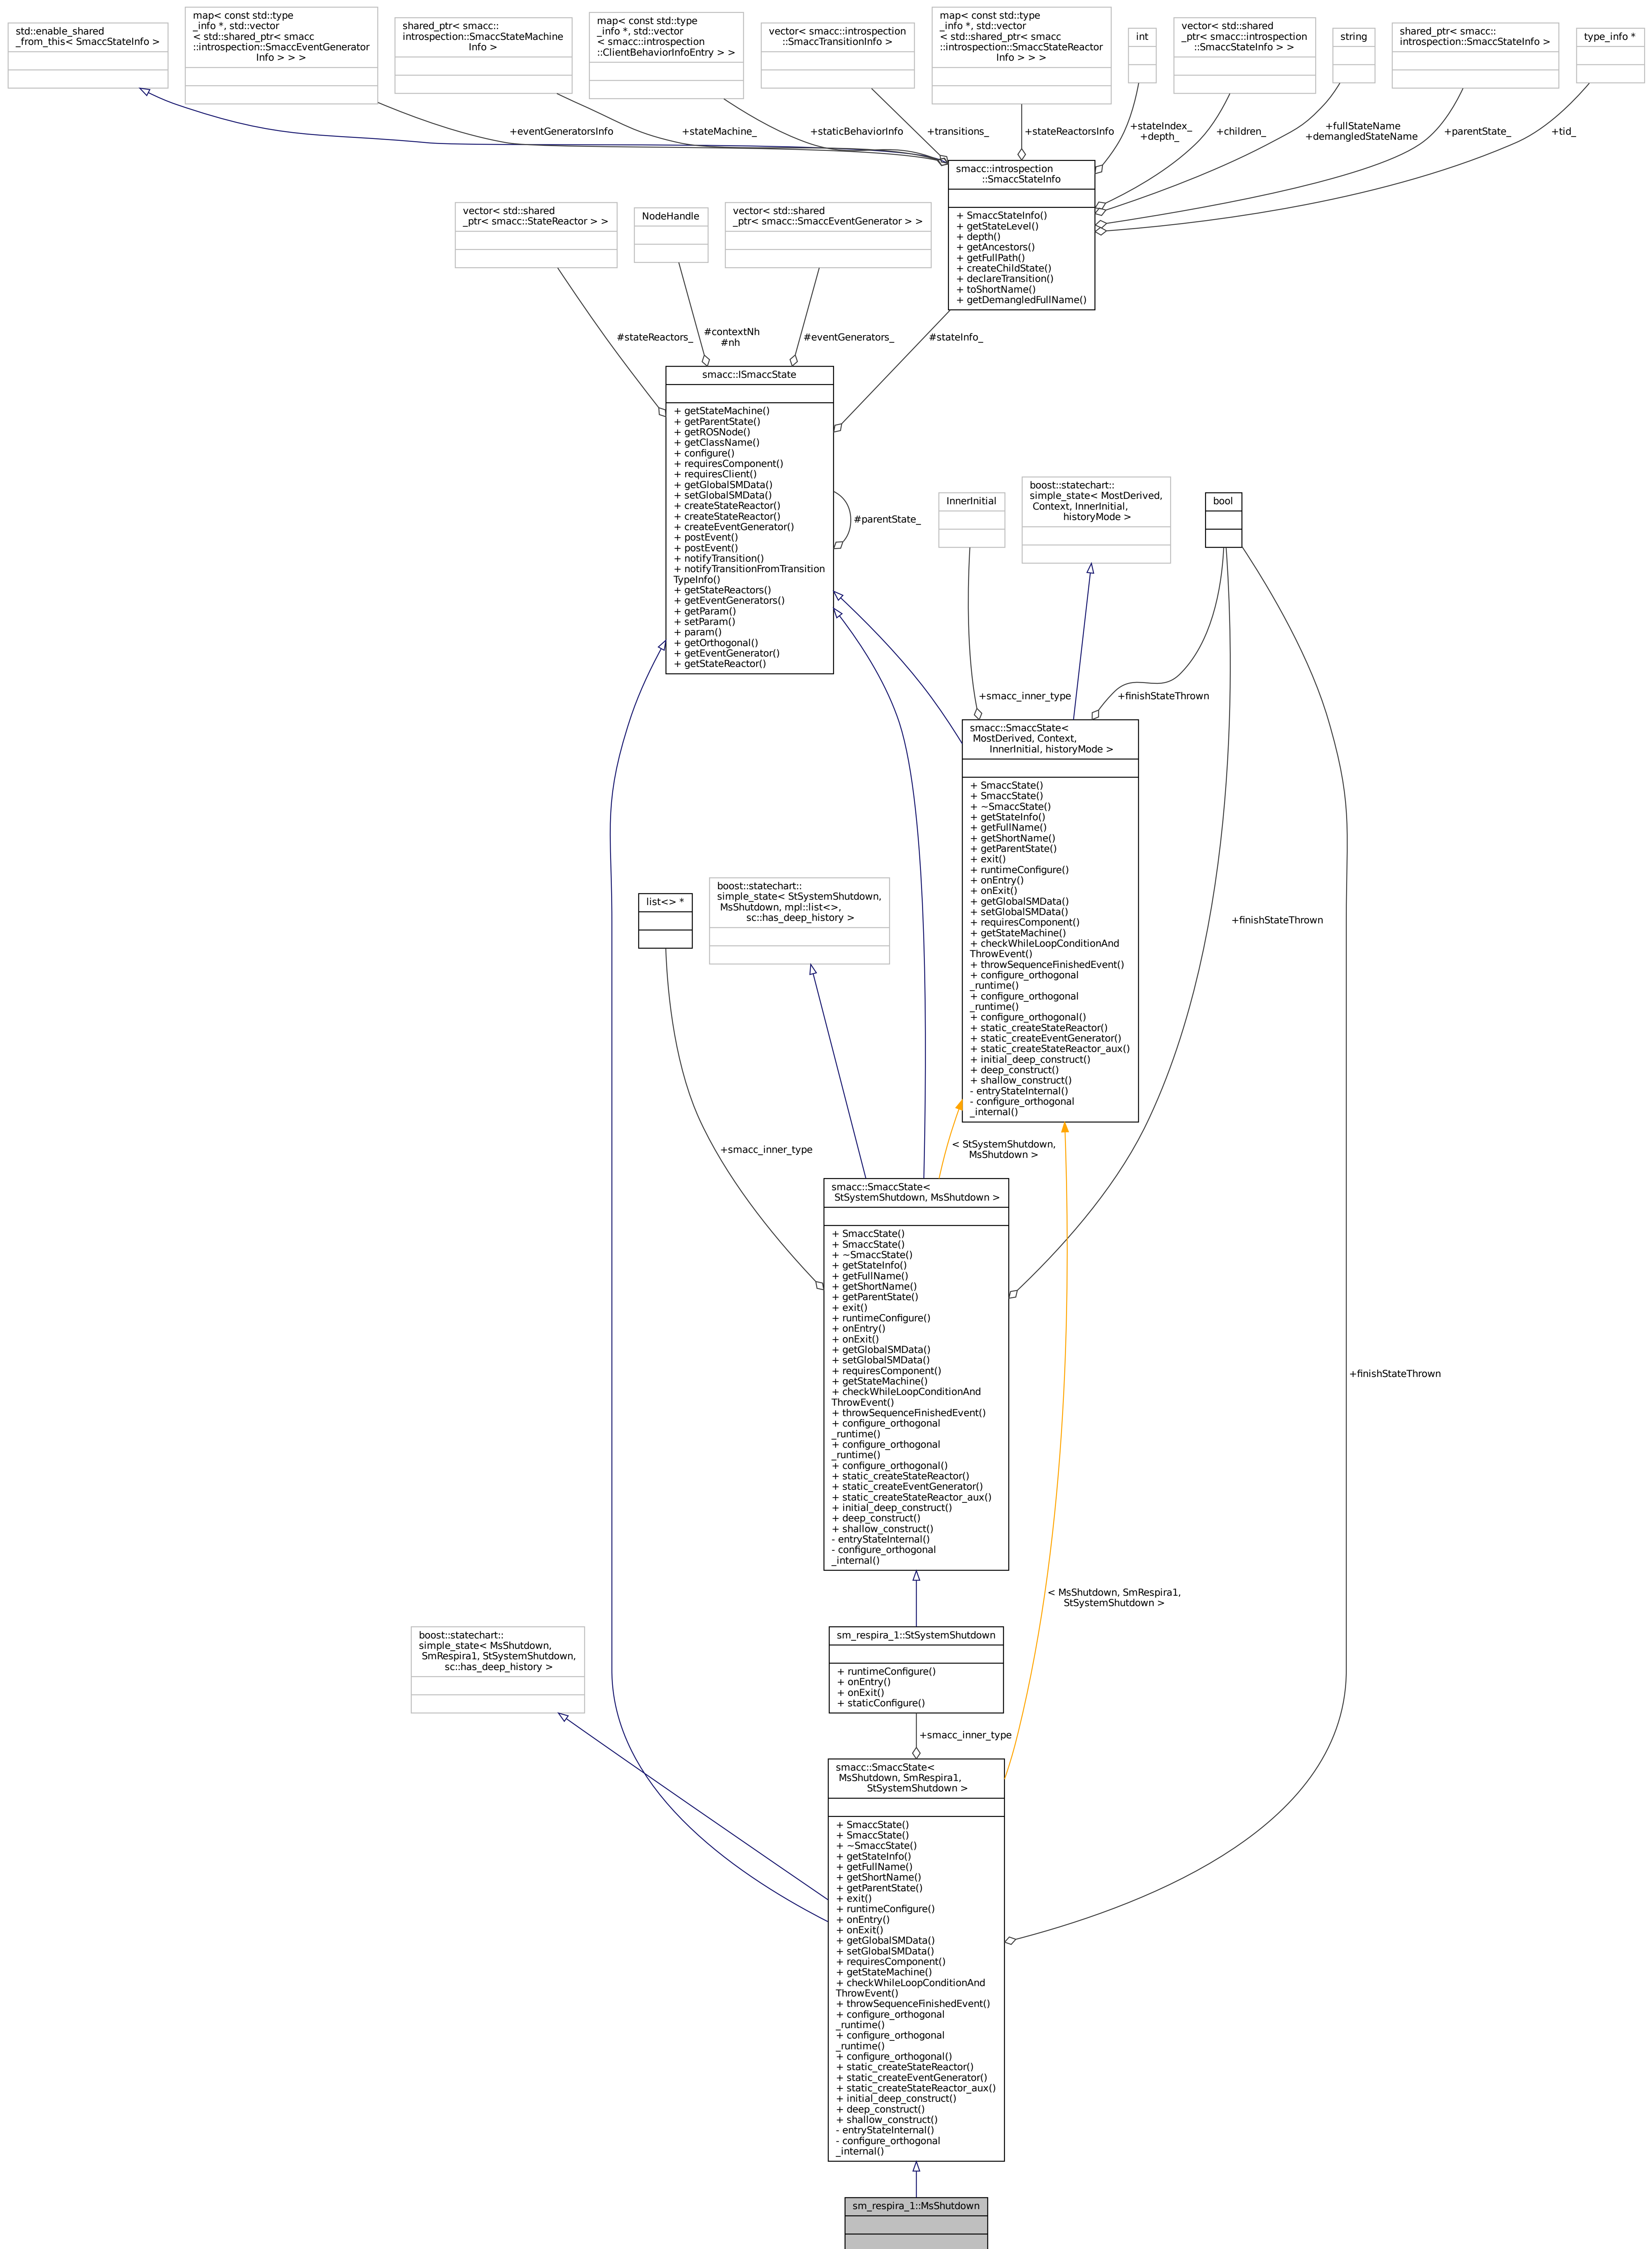 std::enable_shared
_from_this< SmaccStateInfo >
map< const std::type
_info *, std::vector
< std::shared_ptr< smacc
::introspection::SmaccEventGenerator
Info > > >
shared_ptr< smacc::
introspection::SmaccStateMachine
Info >
map< const std::type
_info *, std::vector
< smacc::introspection
::ClientBehaviorInfoEntry > >
vector< smacc::introspection
::SmaccTransitionInfo >
map< const std::type
_info *, std::vector
< std::shared_ptr< smacc
::introspection::SmaccStateReactor
Info > > >
int
vector< std::shared
_ptr< smacc::introspection
::SmaccStateInfo > >
string
shared_ptr< smacc::
introspection::SmaccStateInfo >
type_info *
+eventGeneratorsInfo
+stateMachine_
+staticBehaviorInfo
+transitions_
+stateReactorsInfo
+stateIndex_
+depth_
+children_
+fullStateName
+demangledStateName
+parentState_
+tid_
smacc::introspection
::SmaccStateInfo
+ SmaccStateInfo()
+ getStateLevel()
+ depth()
+ getAncestors()
+ getFullPath()
+ createChildState()
+ declareTransition()
+ toShortName()
+ getDemangledFullName()
vector< std::shared
_ptr< smacc::StateReactor > >
NodeHandle
vector< std::shared
_ptr< smacc::SmaccEventGenerator > >
#stateReactors_
#contextNh
#nh
#eventGenerators_
#stateInfo_
smacc::ISmaccState
+ getStateMachine()
+ getParentState()
+ getROSNode()
+ getClassName()
+ configure()
+ requiresComponent()
+ requiresClient()
+ getGlobalSMData()
+ setGlobalSMData()
+ createStateReactor()
+ createStateReactor()
+ createEventGenerator()
+ postEvent()
+ postEvent()
+ notifyTransition()
+ notifyTransitionFromTransition
TypeInfo()
+ getStateReactors()
+ getEventGenerators()
+ getParam()
+ setParam()
+ param()
+ getOrthogonal()
+ getEventGenerator()
+ getStateReactor()
#parentState_
InnerInitial
boost::statechart::
simple_state< MostDerived,
Context, InnerInitial,
historyMode >
bool
+smacc_inner_type
+finishStateThrown
smacc::SmaccState<
MostDerived, Context,
InnerInitial, historyMode >
+ SmaccState()
+ SmaccState()
+ ~SmaccState()
+ getStateInfo()
+ getFullName()
+ getShortName()
+ getParentState()
+ exit()
+ runtimeConfigure()
+ onEntry()
+ onExit()
+ getGlobalSMData()
+ setGlobalSMData()
+ requiresComponent()
+ getStateMachine()
+ checkWhileLoopConditionAnd
ThrowEvent()
+ throwSequenceFinishedEvent()
+ configure_orthogonal
_runtime()
+ configure_orthogonal
_runtime()
+ configure_orthogonal()
+ static_createStateReactor()
+ static_createEventGenerator()
+ static_createStateReactor_aux()
+ initial_deep_construct()
+ deep_construct()
+ shallow_construct()
- entryStateInternal()
- configure_orthogonal
_internal()
list<> *
boost::statechart::
simple_state< StSystemShutdown,
MsShutdown, mpl::list<>,
sc::has_deep_history >
+finishStateThrown
+smacc_inner_type
< StSystemShutdown,
MsShutdown >
smacc::SmaccState<
StSystemShutdown, MsShutdown >
+ SmaccState()
+ SmaccState()
+ ~SmaccState()
+ getStateInfo()
+ getFullName()
+ getShortName()
+ getParentState()
+ exit()
+ runtimeConfigure()
+ onEntry()
+ onExit()
+ getGlobalSMData()
+ setGlobalSMData()
+ requiresComponent()
+ getStateMachine()
+ checkWhileLoopConditionAnd
ThrowEvent()
+ throwSequenceFinishedEvent()
+ configure_orthogonal
_runtime()
+ configure_orthogonal
_runtime()
+ configure_orthogonal()
+ static_createStateReactor()
+ static_createEventGenerator()
+ static_createStateReactor_aux()
+ initial_deep_construct()
+ deep_construct()
+ shallow_construct()
- entryStateInternal()
- configure_orthogonal
_internal()
+finishStateThrown
< MsShutdown, SmRespira1,
StSystemShutdown >
boost::statechart::
simple_state< MsShutdown,
SmRespira1, StSystemShutdown,
sc::has_deep_history >
sm_respira_1::StSystemShutdown
+ runtimeConfigure()
+ onEntry()
+ onExit()
+ staticConfigure()
+smacc_inner_type
smacc::SmaccState<
MsShutdown, SmRespira1,
StSystemShutdown >
+ SmaccState()
+ SmaccState()
+ ~SmaccState()
+ getStateInfo()
+ getFullName()
+ getShortName()
+ getParentState()
+ exit()
+ runtimeConfigure()
+ onEntry()
+ onExit()
+ getGlobalSMData()
+ setGlobalSMData()
+ requiresComponent()
+ getStateMachine()
+ checkWhileLoopConditionAnd
ThrowEvent()
+ throwSequenceFinishedEvent()
+ configure_orthogonal
_runtime()
+ configure_orthogonal
_runtime()
+ configure_orthogonal()
+ static_createStateReactor()
+ static_createEventGenerator()
+ static_createStateReactor_aux()
+ initial_deep_construct()
+ deep_construct()
+ shallow_construct()
- entryStateInternal()
- configure_orthogonal
_internal()
sm_respira_1::MsShutdown